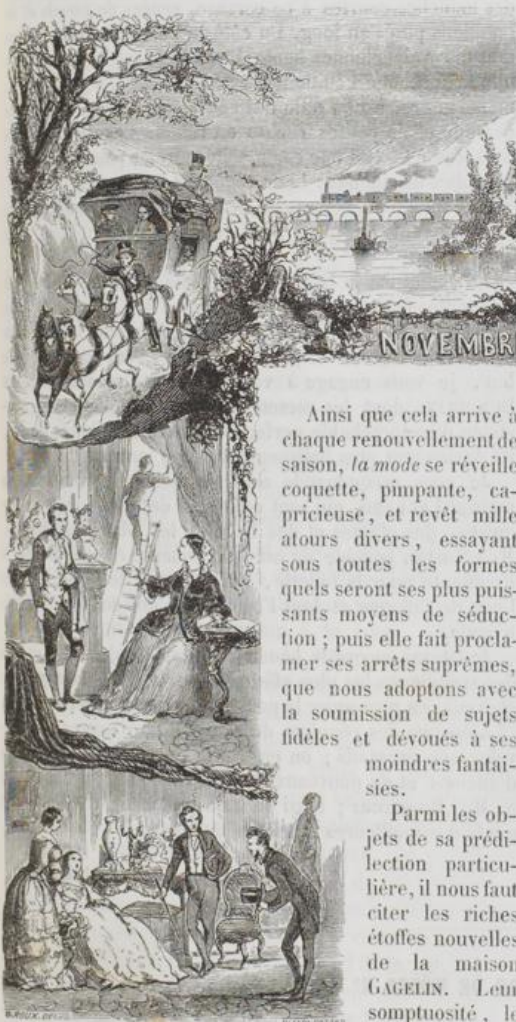 NOVEMBR
Ainsi que cela arrive à
chaque renouvellement de
saison, la mode se réveille
coquette, pimpante, ca-
pricieuse, et revêt mille
atours divers, essayant
sous toutes les formes
quels seront ses plus puis-
sants moyens de séduc-
tion ; puis elle fait procla-
mer ses arrêts suprêmes,
que nous adoptons avec
la soumission de sujets
fidèles et dévoués à ses
moindres fantai-
sies.
Parmi les ob-
jets de sa prédi-
lection particu-
lière, il nous faut
citer les riches
étoffes nouvelles
de la maison
GAGELIN. Leur
somptuosité, le